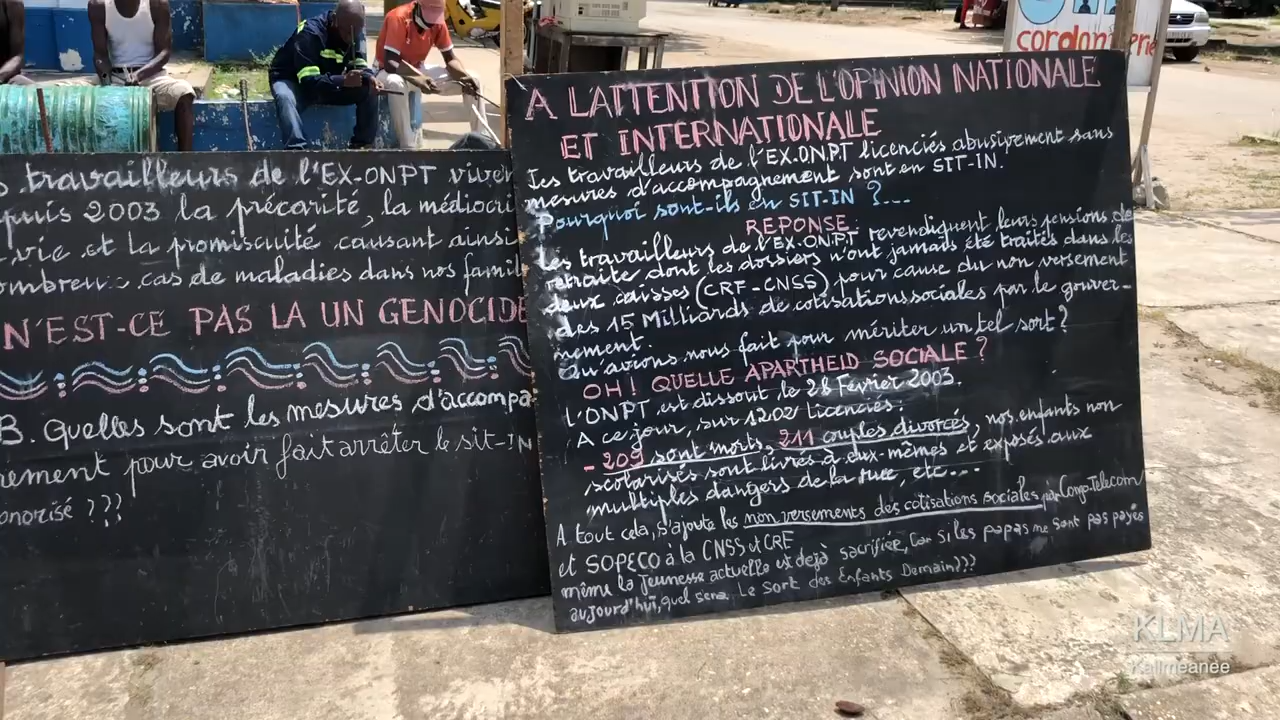 travailleurs de l'EX-ONPT viven
puis 2003 la précarité, la médiocri
vie et la promiscuité causant ainsi
cas de maladies dans nos famil
N'EST-CE PAS LA UN GENOCIDE
B. Quelles sont les mesures d'accompa
nement pour avoir fait arrêter le sit-IN
onorisé ???
A L'ATTENTION DE L'OPINION NATIONALE
ET INTERNATIONALE
Les travailleurs de l'EX.ONPT licenciés abusivement sans
mesures d'accompagnement sont en SIT-IN.
Pourquoi sont-ils en SIT-IN ?...
REPONSE:
Les travailleurs de l'EX.ONPT revendiquent leurs pensions de
retraite dont les dossiers n'ont jamais été traités dans les
deux caisses (CRF-CNSS) pour cause du non versement
des 15 Milliards de cotisations sociales par le gouver-
nement.
Qu'avions nous fait pour mériter un tel sort?
OH! QUELLE APARTHEID SOCIALE?
l'ONPT est dissout le 28 Février 2003.
A ce jour, sur 1202 licenciés:
- 209 sont morts, 211 couples divorcés, nos enfants non
scolarisés sont livrés à eux-mêmes et exposés aux
multiples dangers de la rue, etc...
A tout cela, s'ajoute les non versements des cotisations sociales par CongoTelecom
et SOPECO à la CNSS et CRF
même la Jeunesse actuelle est dejà sacrifiée, Car si les papas ne sont pas payés
aujourd'hui, quel sera le sort des Enfants Demain???
cordonnerie
KLMA
Kalimeanée